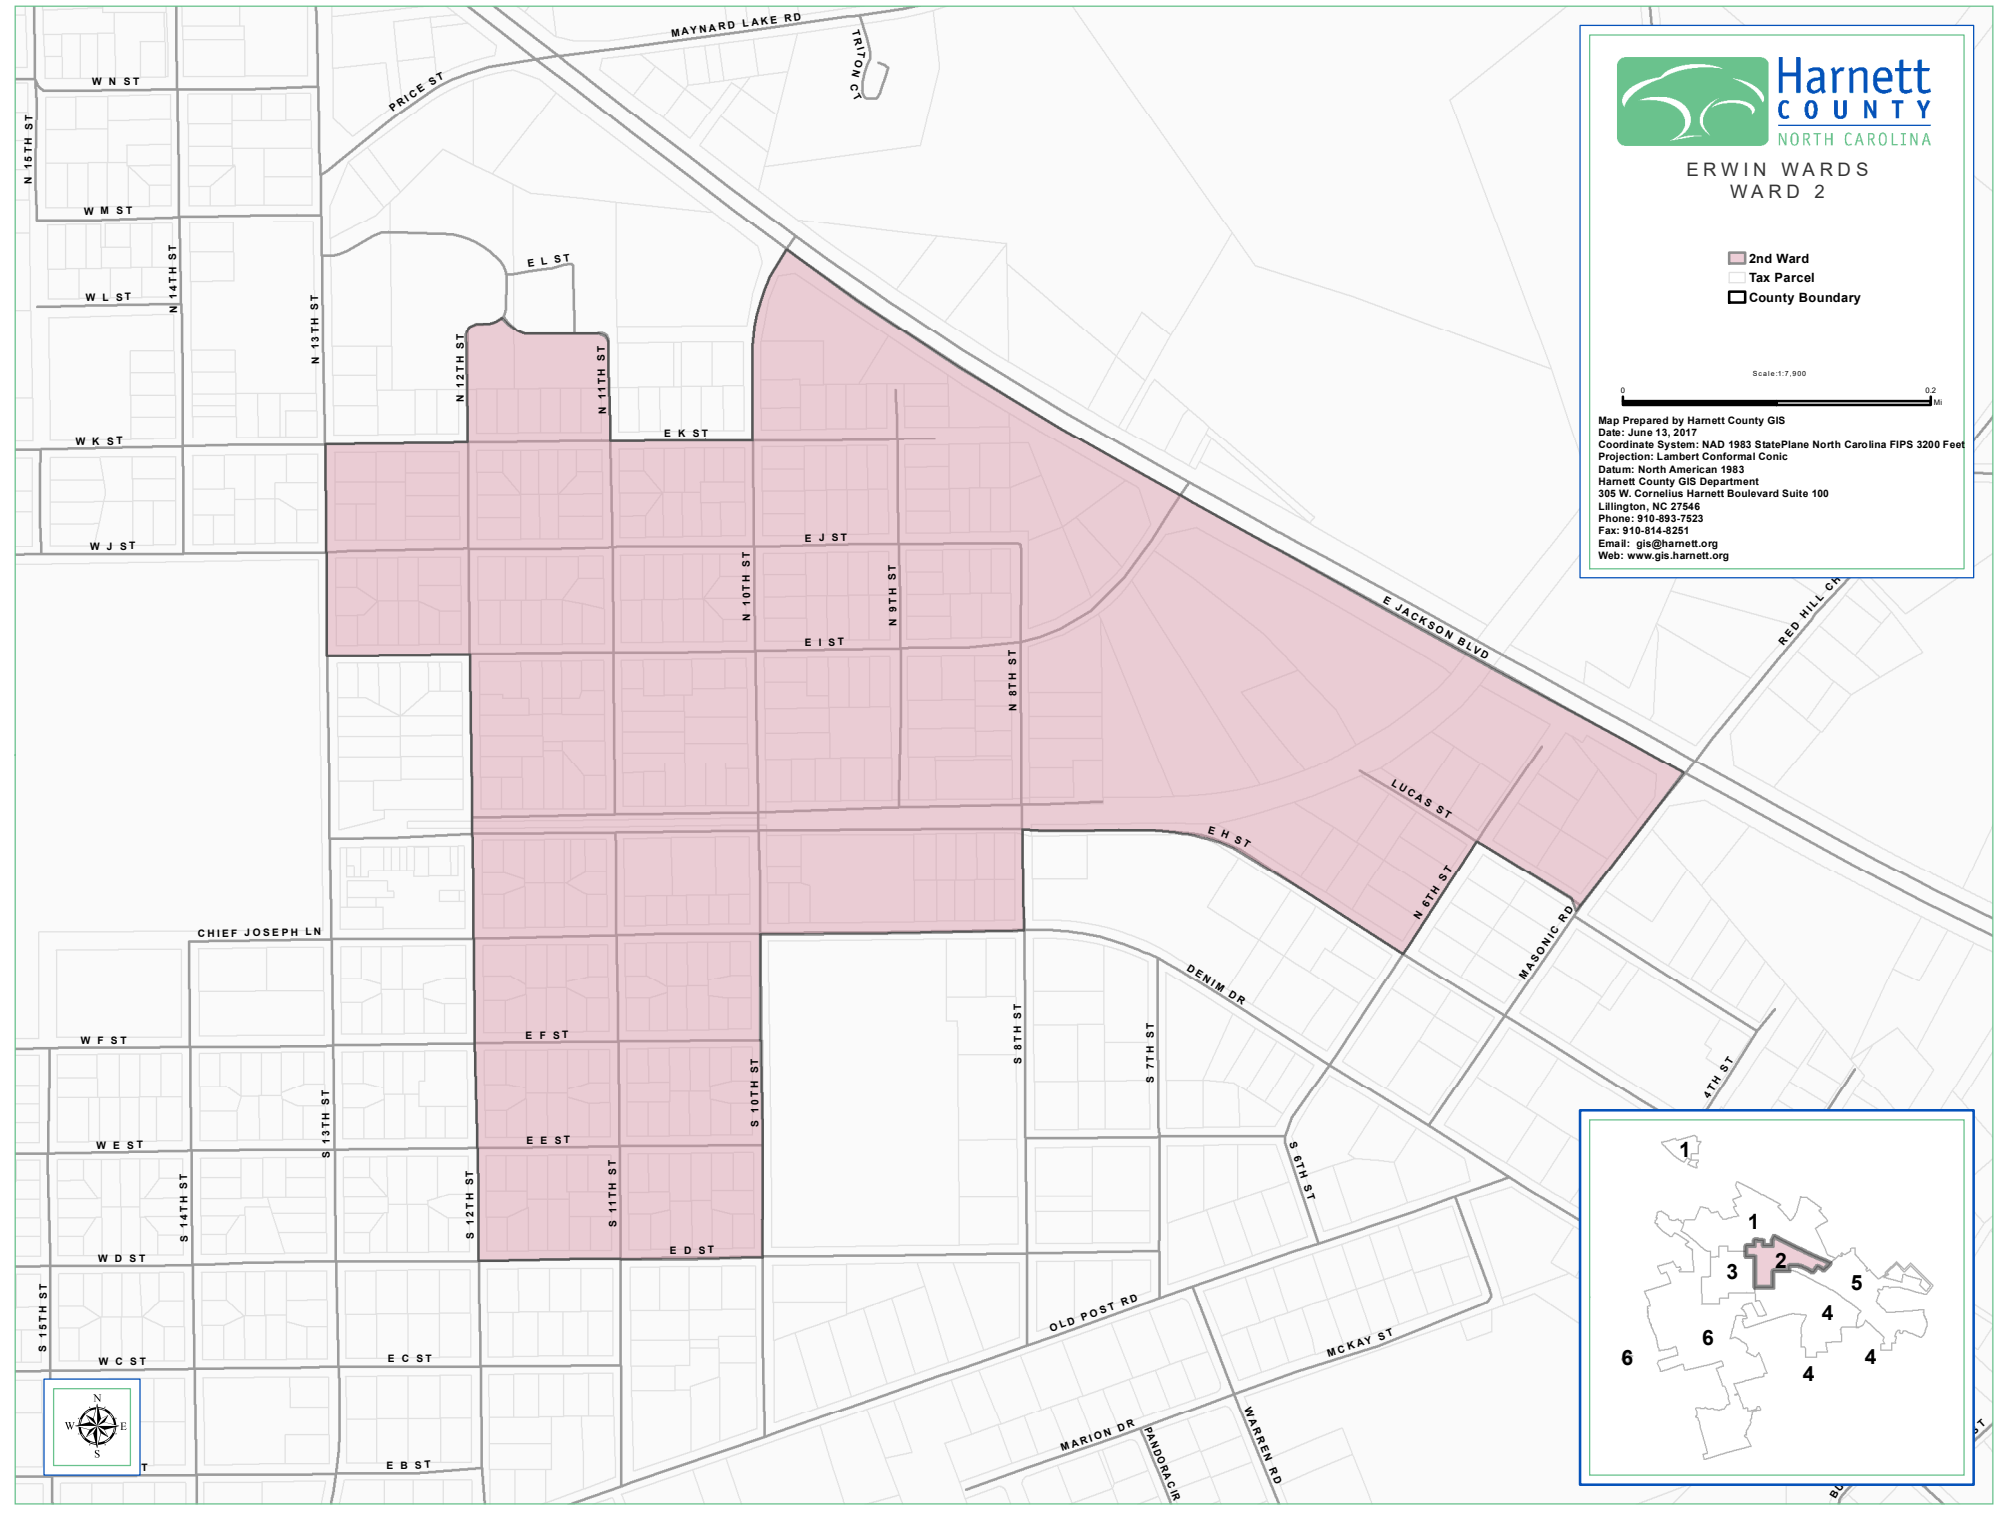 MAYNARD LAKE RD
TRITON CT
PRICE ST
W N ST
N 15TH ST
W M ST
N 14TH ST
E L ST
W L ST
N 13TH ST
N 12TH ST
N 11TH ST
E K ST
W K ST
E J ST
W J ST
N 10TH ST
N 9TH ST
E I ST
N 8TH ST
E JACKSON BLVD
RED HILL CH
LUCAS ST
E H ST
N 6TH ST
MASONIC RD
CHIEF JOSEPH LN
DENIM DR
W F ST
E F ST
S 8TH ST
S 7TH ST
4TH ST
S 13TH ST
S 10TH ST
W E ST
E E ST
S 6TH ST
S 14TH ST
S 12TH ST
S 11TH ST
W D ST
E D ST
S 15TH ST
OLD POST RD
MCKAY ST
W C ST
E C ST
MARION DR
PANDORA CIR
WARREN RD
E B ST
T
ST
BU
N
W E
S
Harnett
COUNTY
NORTH CAROLINA
ERWIN WARDS
WARD 2
2nd Ward
Tax Parcel
County Boundary
Scale:1:7,900
0 0.2
Mi
Map Prepared by Harnett County GIS
Date: June 13, 2017
Coordinate System: NAD 1983 StatePlane North Carolina FIPS 3200 Feet
Projection: Lambert Conformal Conic
Datum: North American 1983
Harnett County GIS Department
305 W. Cornelius Harnett Boulevard Suite 100
Lillington, NC 27546
Phone: 910-893-7523
Fax: 910-814-8251
Email:  gis@harnett.org
Web: www.gis.harnett.org
1
1
2
3
5
4
6
6
4
4